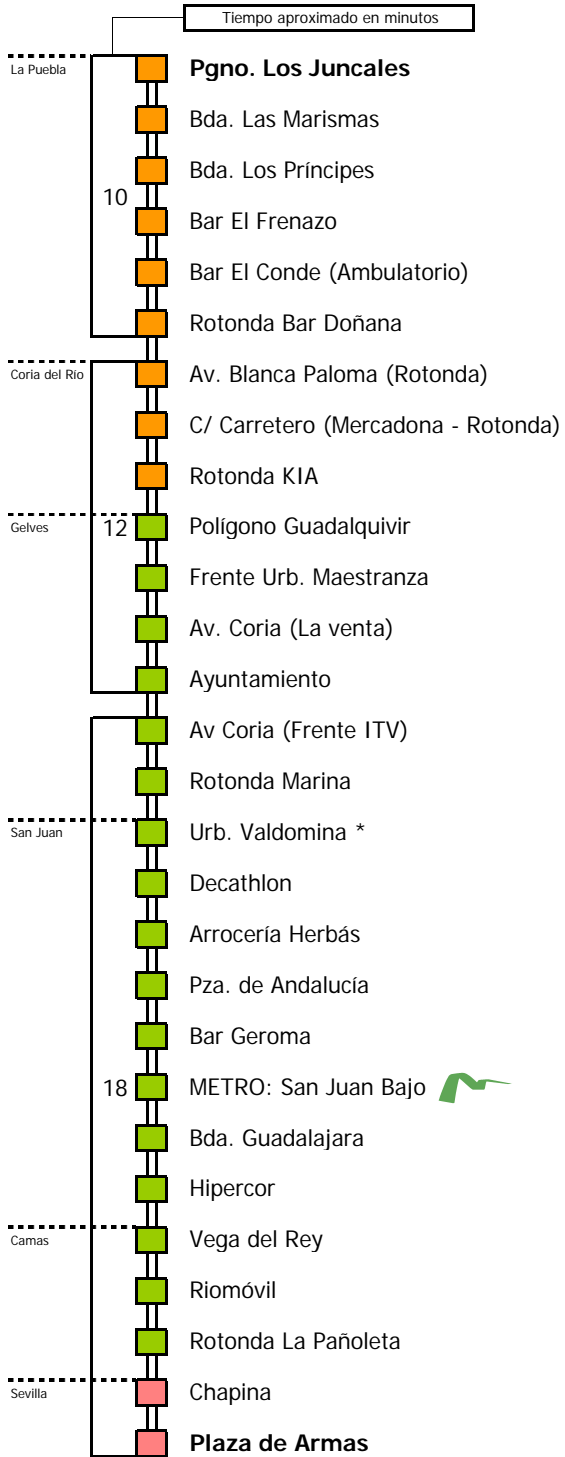 Tiempo aproximado en minutos
La Puebla
Pgno. Los Juncales
Bda. Las Marismas
Bda. Los Príncipes
10
Bar El Frenazo
Bar El Conde (Ambulatorio)
Rotonda Bar Doñana
Coria del Río
Av. Blanca Paloma (Rotonda)
C/ Carretero (Mercadona - Rotonda)
Rotonda KIA
Gelves
12
Polígono Guadalquivir
Frente Urb. Maestranza
Av. Coria (La venta)
Ayuntamiento
Av Coria (Frente ITV)
Rotonda Marina
San Juan
Urb. Valdomina *
Decathlon
Arrocería Herbás
Pza. de Andalucía
Bar Geroma
18
METRO: San Juan Bajo
Bda. Guadalajara
Hipercor
Camas
Vega del Rey
Riomóvil
Rotonda La Pañoleta
Sevilla
Chapina
Plaza de Armas